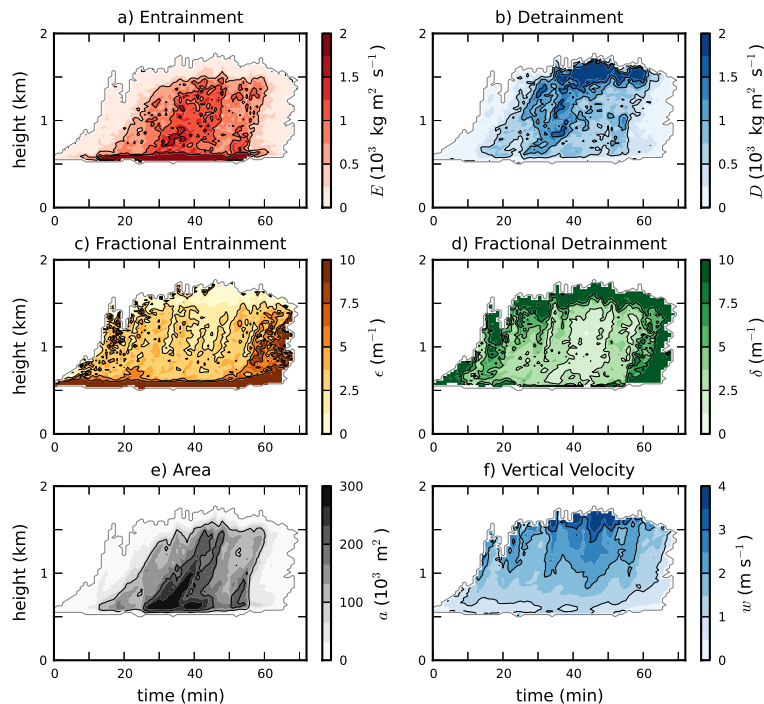 a) Entrainment
b) Detrainment
2
1
0
height (km)
0 20 40 60
2
1.5
1
0.5
0
E (10³ kg m² s⁻¹)
0 20 40 60
2
1.5
1
0.5
0
D (10³ kg m² s⁻¹)
c) Fractional Entrainment
d) Fractional Detrainment
2
1
0
height (km)
0 20 40 60
10
7.5
5
2.5
0
ϵ (m⁻¹)
2
1
0
0 20 40 60
10
7.5
5
2.5
0
δ (m⁻¹)
e) Area
f) Vertical Velocity
2
1
0
height (km)
0 20 40 60
time (min)
300
200
100
0
a (10³ m²)
2
1
0
0 20 40 60
time (min)
4
3
2
1
0
w (m s⁻¹)